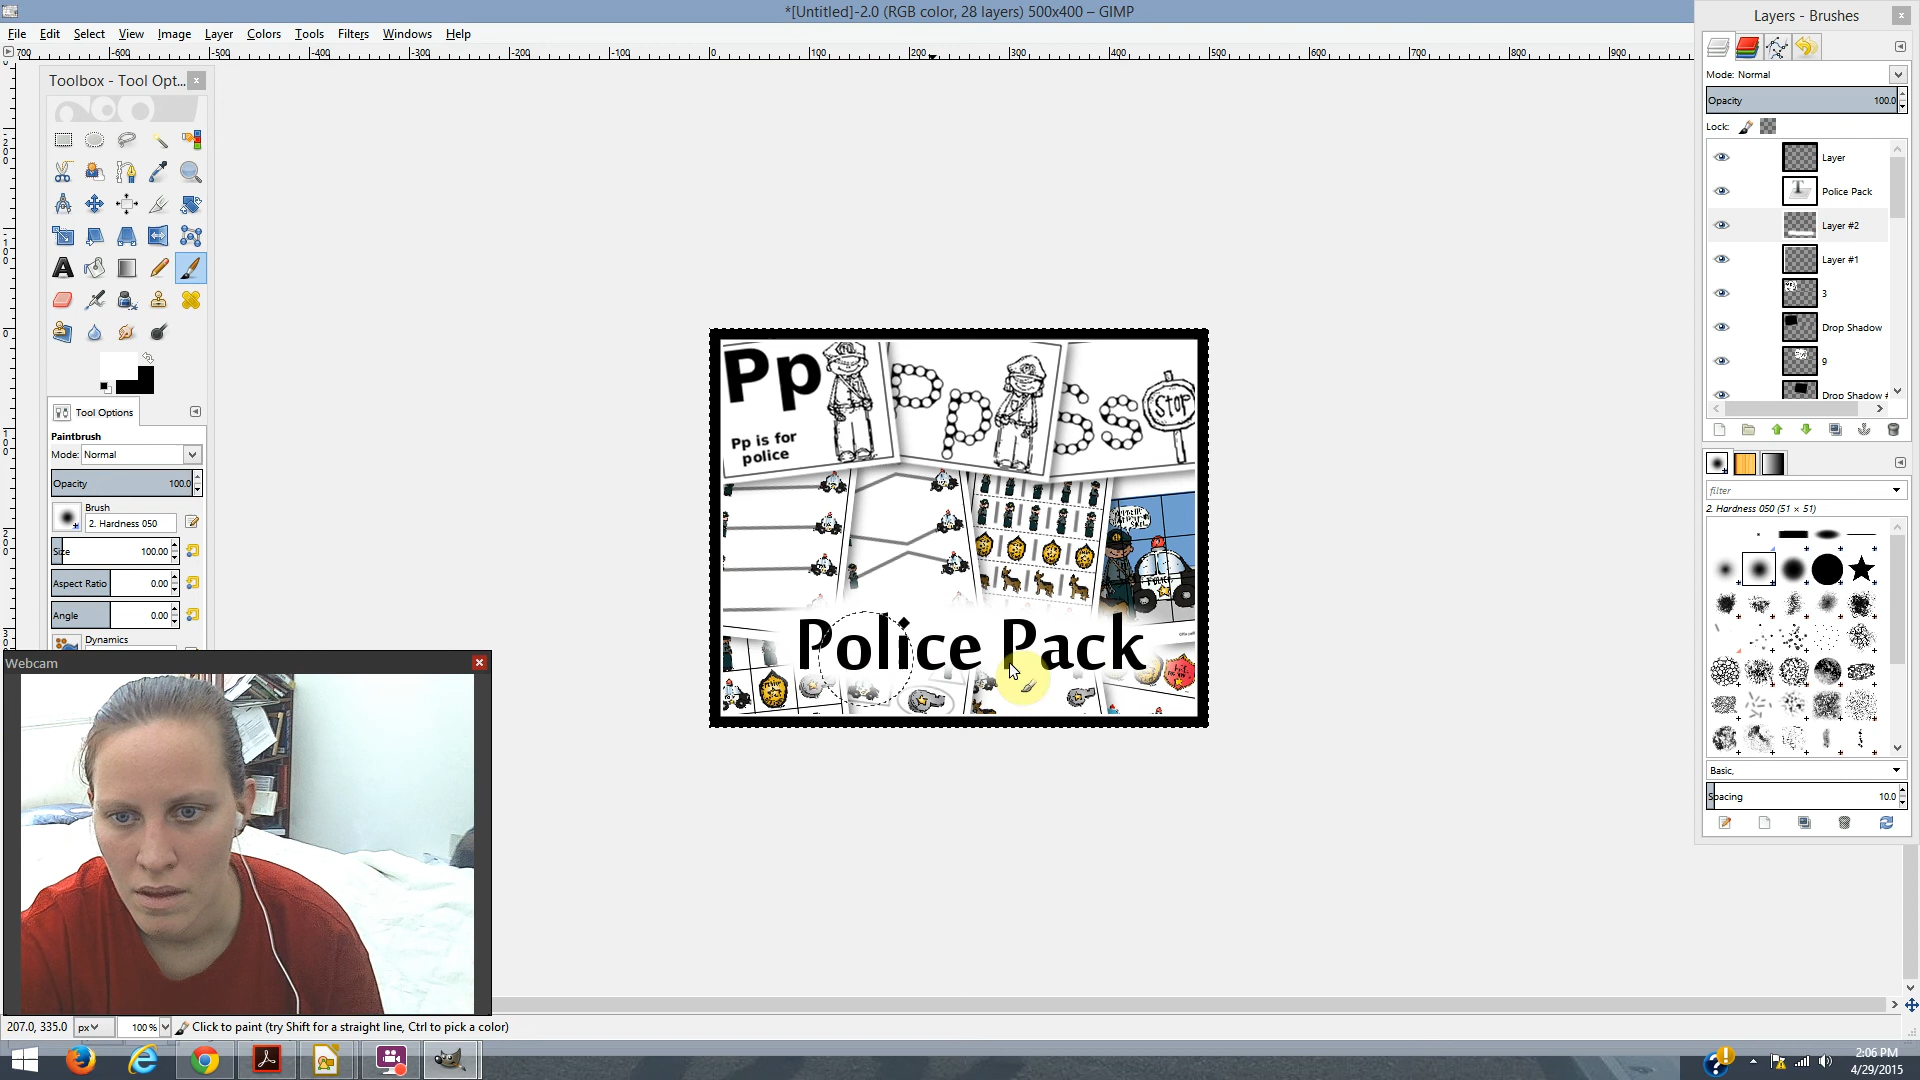 *[Untitled]-2.0 (RGB color, 28 layers) 500x400 – GIMP
File Edit Select View Image Layer Colors Tools Filters Windows Help
Toolbox - Tool Opt...
Tool Options
Paintbrush
Mode: Normal
Opacity 100.0
Brush
2. Hardness 050
Size 100.00
Aspect Ratio 0.00
Angle 0.00
Dynamics
Webcam
Pp
Pp is for
police
STOP
POLICE
Police Pack
Layers - Brushes
Mode: Normal
Opacity 100.0
Lock:
Layer
Police Pack
Layer #2
Layer #1
3
Drop Shadow
9
Drop Shadow #
filter
2. Hardness 050 (51 × 51)
Basic,
Spacing 10.0
207.0, 335.0 px 100 % Click to paint (try Shift for a straight line, Ctrl to pick a color)
2:06 PM
4/29/2015